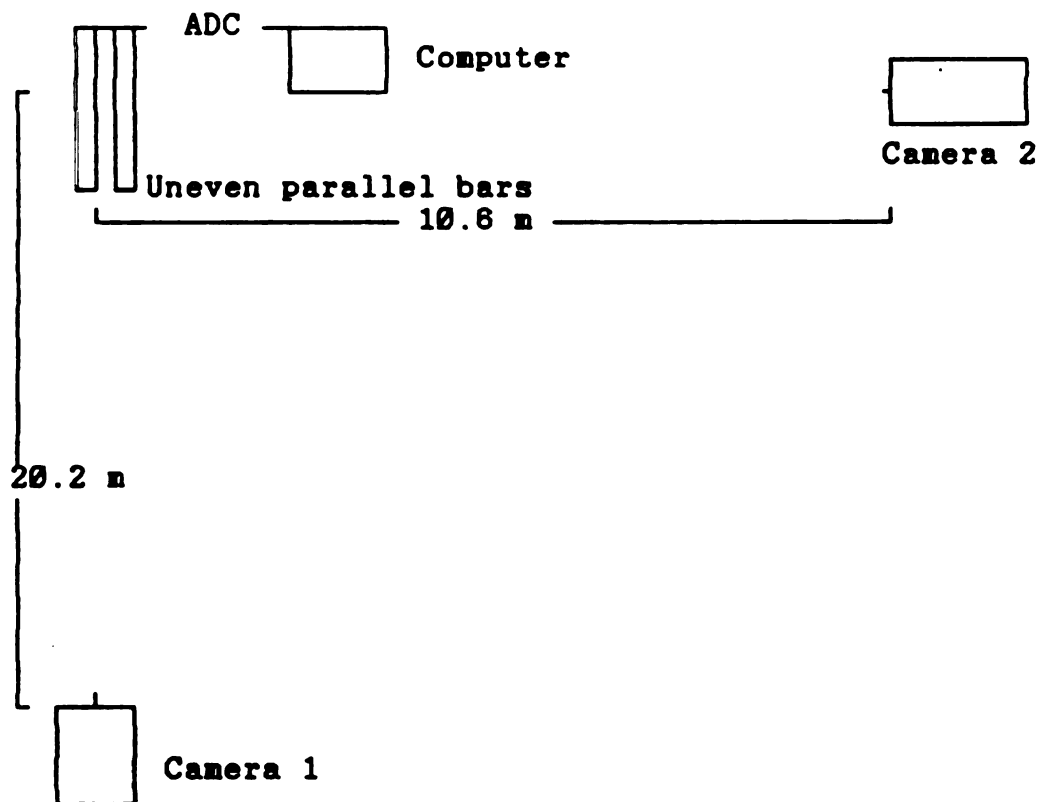 ADC
Computer
Camera 2
Uneven parallel bars
10.6 m
20.2 m
Camera 1